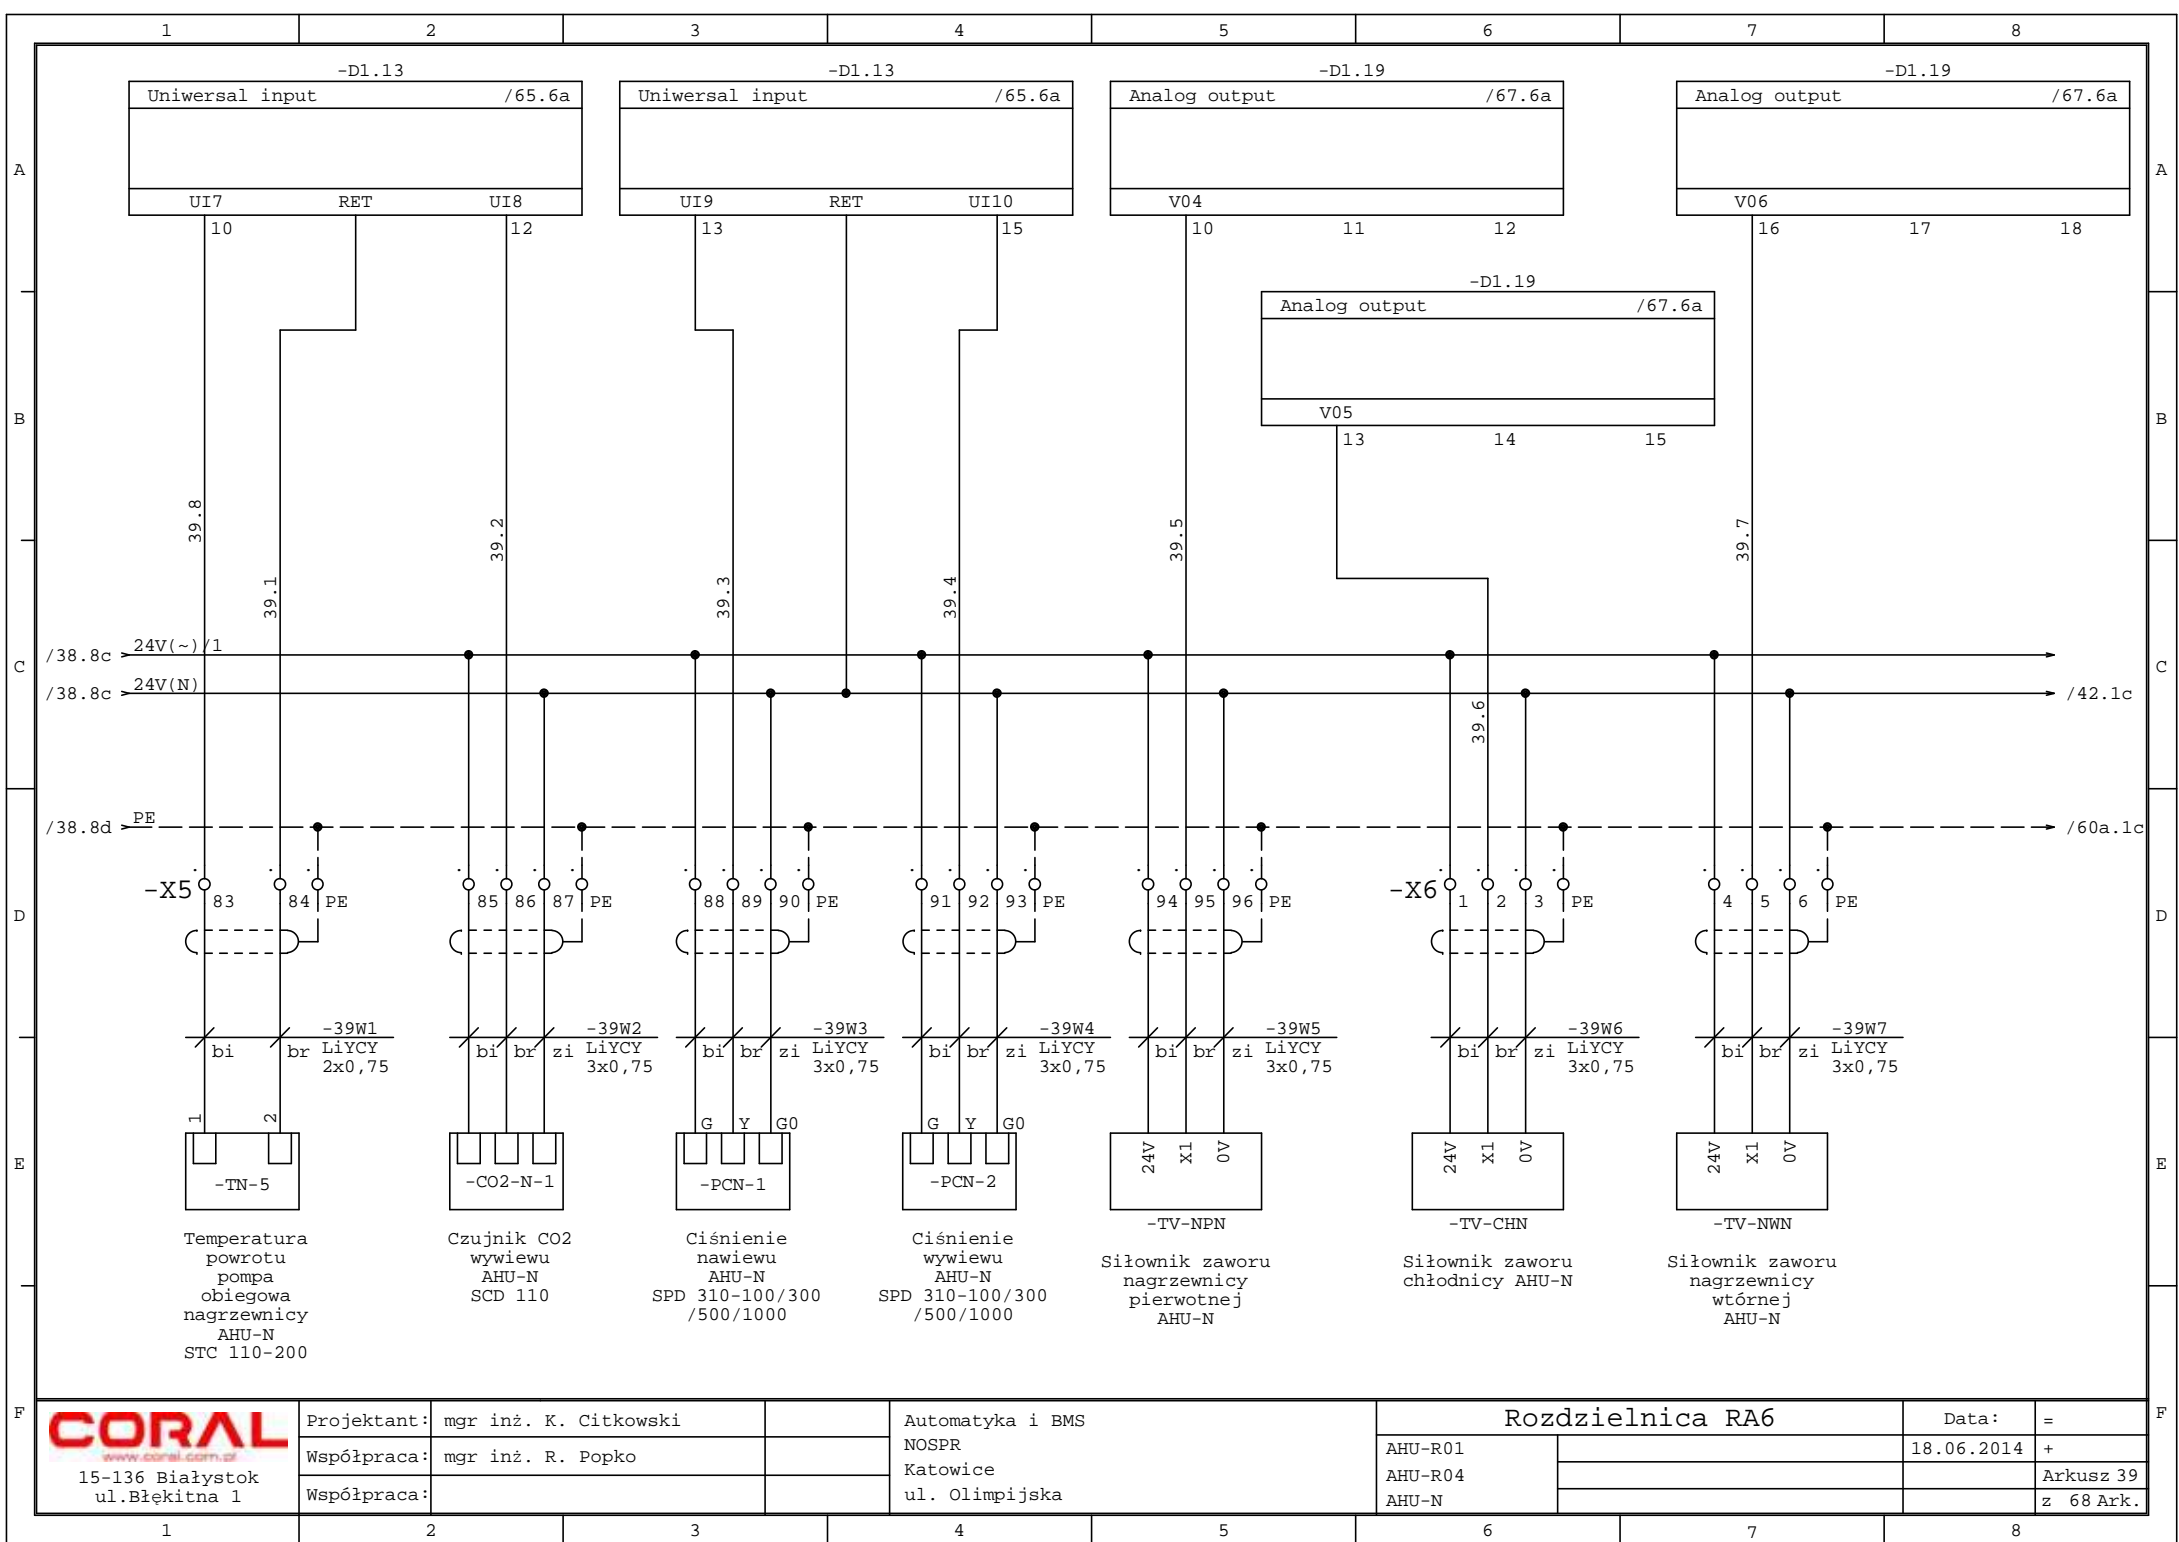 1 2 3 4 5 6 7 8
-D1.13 -D1.13 -D1.19 -D1.19
Uniwersal input /65.6a Uniwersal input /65.6a Analog output /67.6a Analog output /67.6a
A A
UI7 RET UI8 UI9 RET UI10 V04 V06
10 12 13 15 10 11 12 16 17 18
-D1.19
Analog output /67.6a
B B
V05
13 14 15
39.8 39.2 39.5 39.7
39.1 39.3 39.4
/38.8c 24V(~)/1
C C
/38.8c 24V(N) /42.1c
39.6
/38.8d PE /60a.1c
-X5 83 84 PE 85 86 87 PE 88 89 90 PE 91 92 93 PE 94 95 96 PE -X6 1 2 3 PE 4 5 6 PE
D D
-39W1 -39W2 -39W3 -39W4 -39W5 -39W6 -39W7
bi br LiYCY bi br zi LiYCY bi br zi LiYCY bi br zi LiYCY bi br zi LiYCY bi br zi LiYCY bi br zi LiYCY
2x0,75 3x0,75 3x0,75 3x0,75 3x0,75 3x0,75 3x0,75
1 2 G Y G0 G Y G0
E 24V X1 0V 24V X1 0V 24V X1 0V E
-TN-5 -CO2-N-1 -PCN-1 -PCN-2
-TV-NPN -TV-CHN -TV-NWN
Temperatura
powrotu
pompa
obiegowa
nagrzewnicy
AHU-N
STC 110-200
Czujnik CO2
wywiewu
AHU-N
SCD 110
Ciśnienie
nawiewu
AHU-N
SPD 310-100/300
/500/1000
Ciśnienie
wywiewu
AHU-N
SPD 310-100/300
/500/1000
Siłownik zaworu
nagrzewnicy
pierwotnej
AHU-N
Siłownik zaworu
chłodnicy AHU-N
Siłownik zaworu
nagrzewnicy
wtórnej
AHU-N
F F
CORAL
www.coral.com.pl
15-136 Białystok
ul.Błękitna 1
Projektant: mgr inż. K. Citkowski
Współpraca: mgr inż. R. Popko
Współpraca:
Automatyka i BMS
NOSPR
Katowice
ul. Olimpijska
Rozdzielnica RA6
AHU-R01
AHU-R04
AHU-N
Data: =
18.06.2014 +
Arkusz 39
z 68 Ark.
1 2 3 4 5 6 7 8